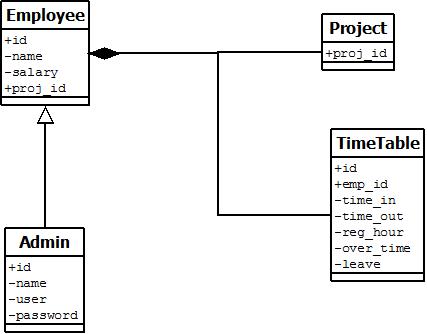 Employee
+id
-name
-salary
+proj_id
Project
+proj_id
TimeTable
+id
+emp_id
-time_in
-time_out
-reg_hour
-over_time
-leave
Admin
+id
-name
-user
-password